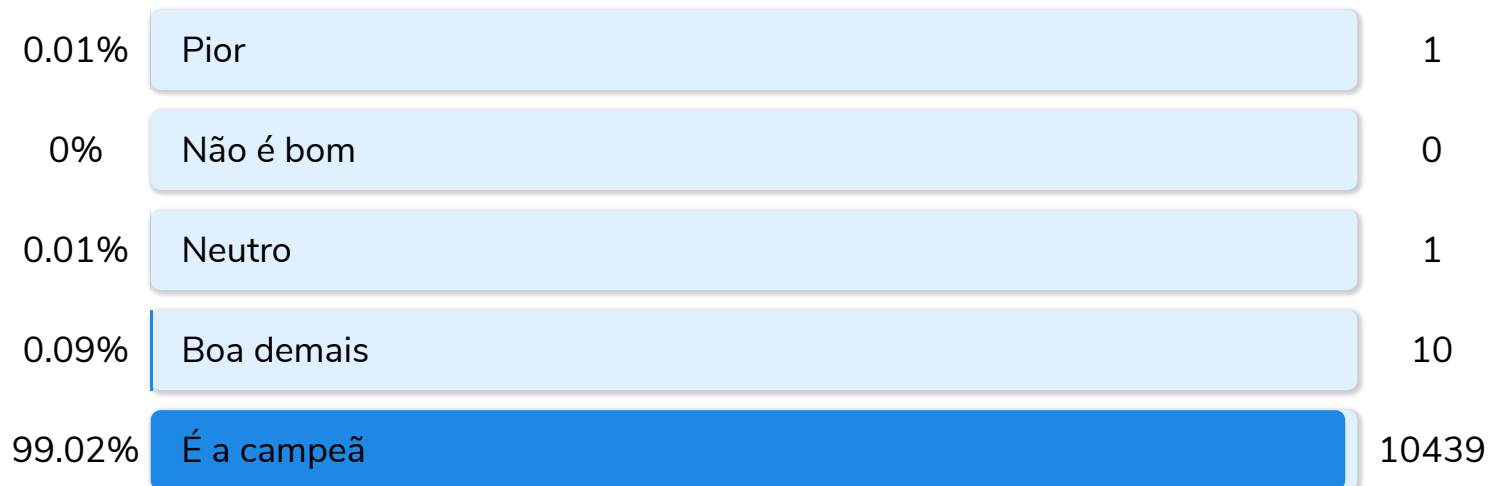 0.01% Pior 1
0% Não é bom 0
0.01% Neutro 1
0.09% Boa demais 10
99.02% É a campeã 10439